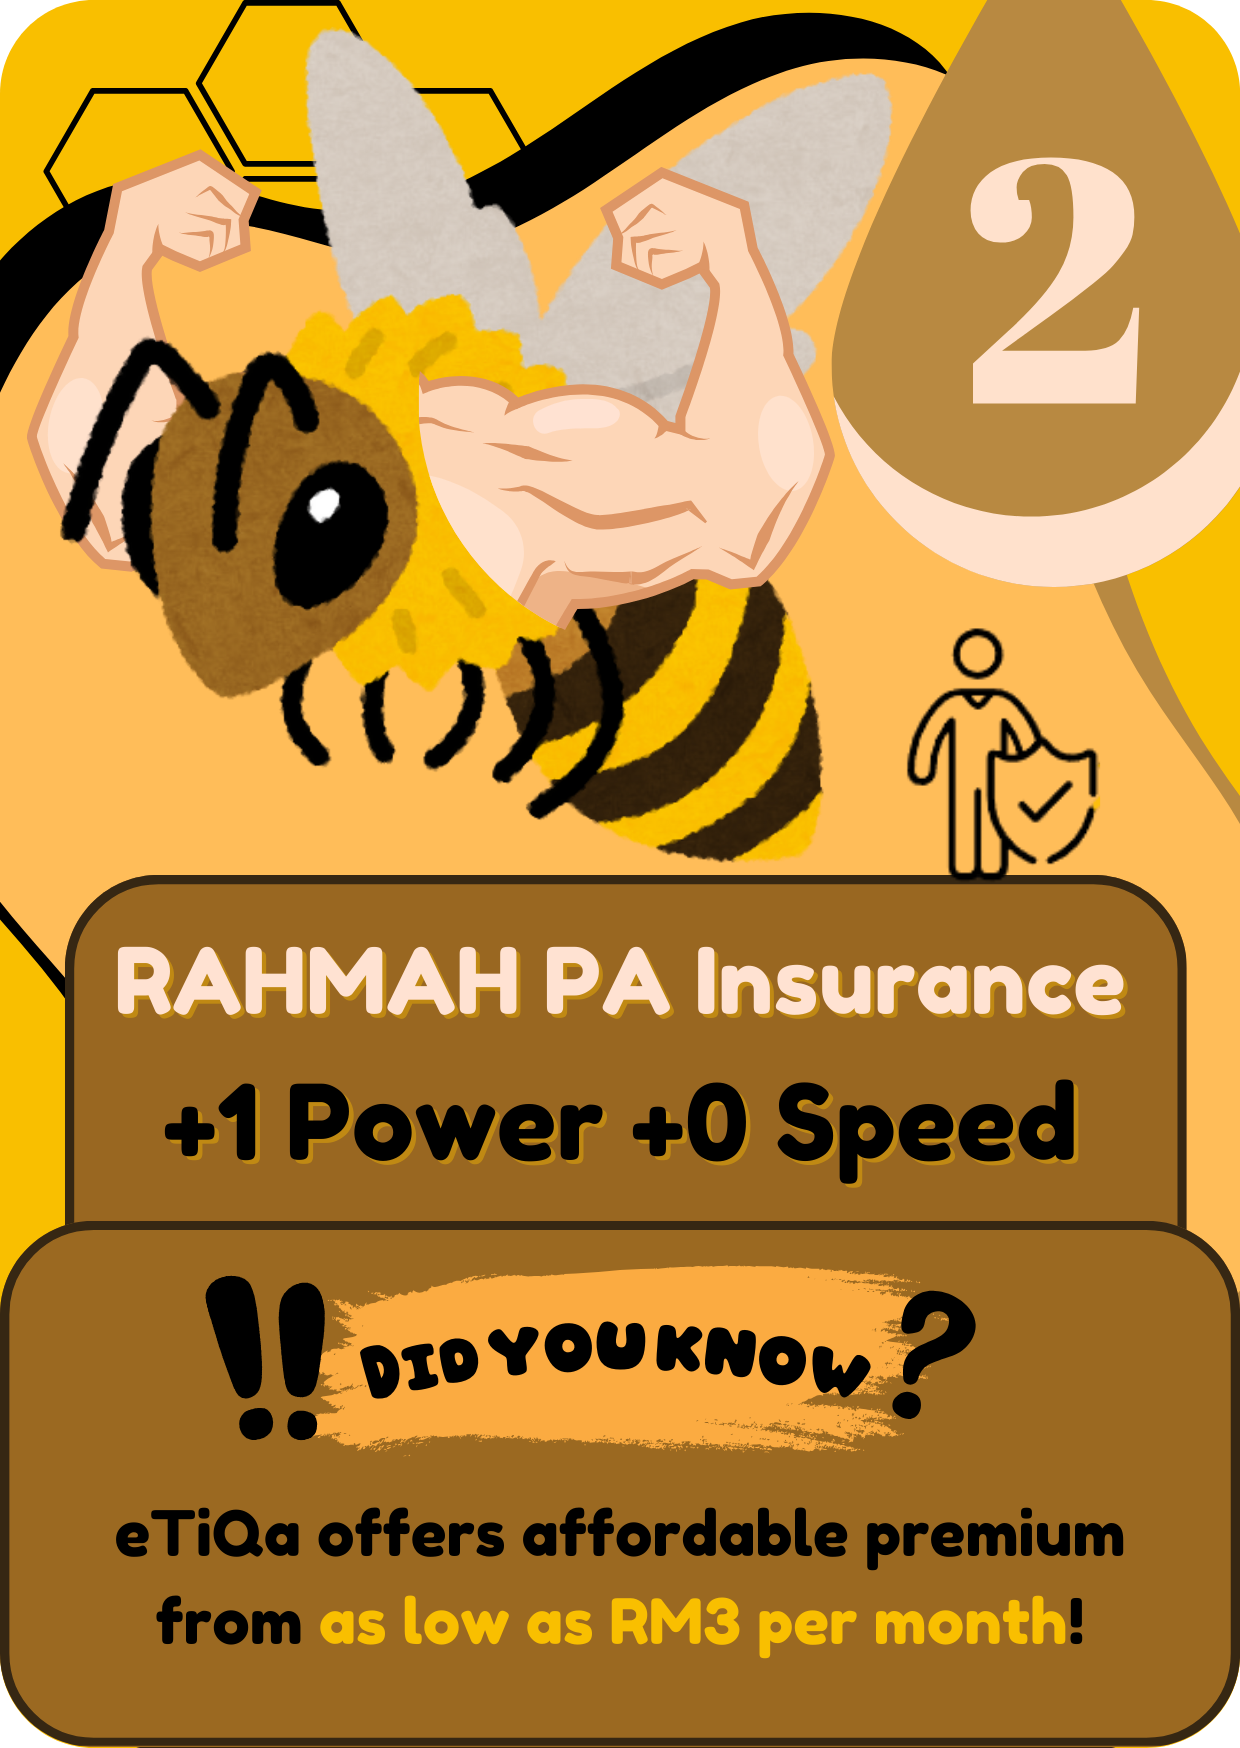 2
RAHMAH PA Insurance
+1 Power +0 Speed
!! DID YOU KNOW?
eTiQa offers affordable premium
from as low as RM3 per month!